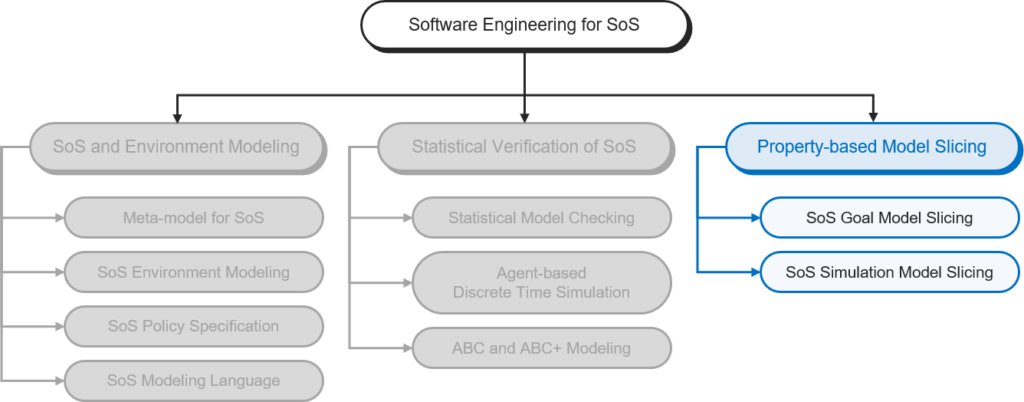 Software Engineering for SoS
SoS and Environment Modeling
Meta-model for SoS
SoS Environment Modeling
SoS Policy Specification
SoS Modeling Language
Statistical Verification of SoS
Statistical Model Checking
Agent-based
Discrete Time Simulation
ABC and ABC+ Modeling
Property-based Model Slicing
SoS Goal Model Slicing
SoS Simulation Model Slicing